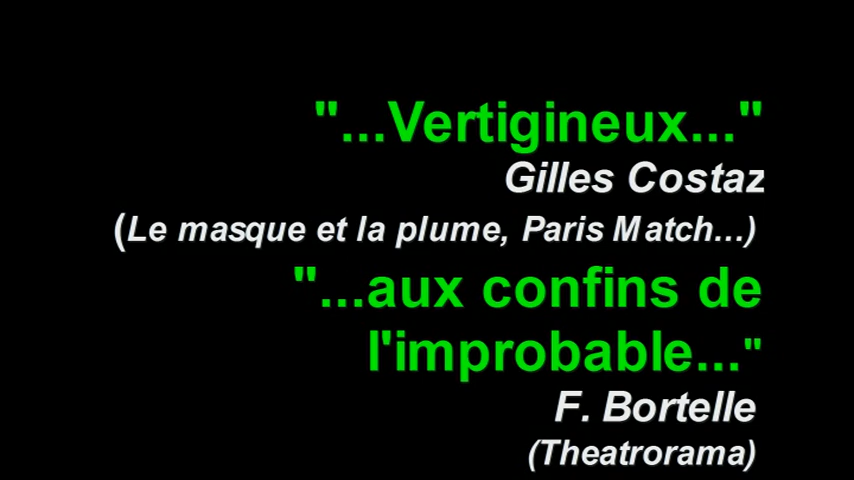 "...Vertigineux..."
Gilles Costaz
(Le masque et la plume, Paris Match...)
"...aux confins de
l'improbable..."
F. Bortelle
(Theatrorama)